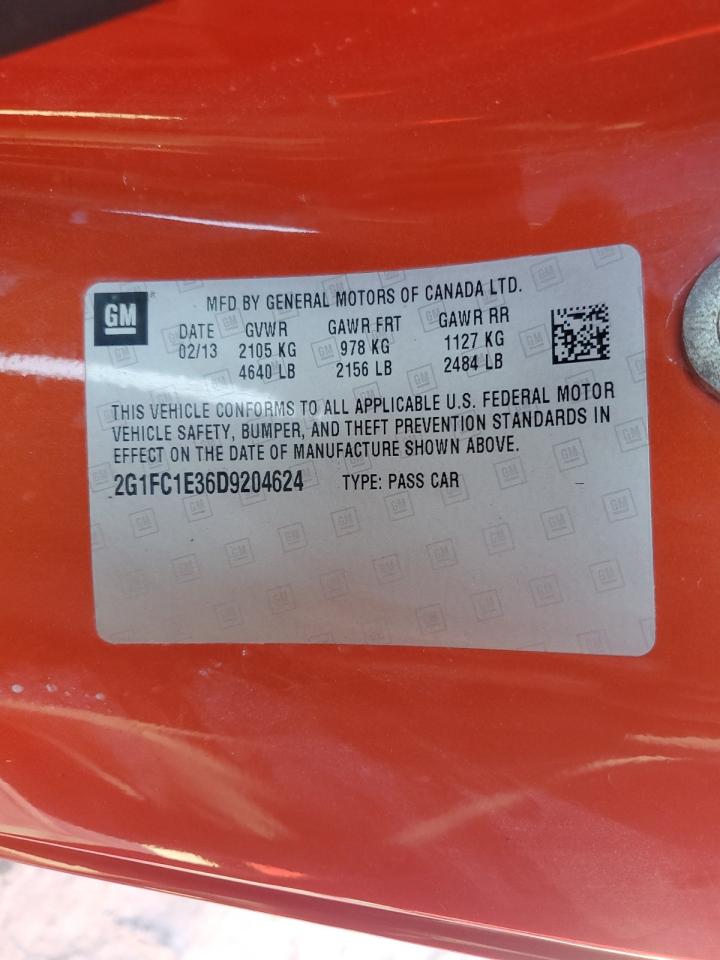 GM
MFD BY GENERAL MOTORS OF CANADA LTD.
DATE GVWR GAWR FRT GAWR RR
02/13 2105 KG 978 KG 1127 KG
4640 LB 2156 LB 2484 LB
THIS VEHICLE CONFORMS TO ALL APPLICABLE U.S. FEDERAL MOTOR
VEHICLE SAFETY, BUMPER, AND THEFT PREVENTION STANDARDS IN
EFFECT ON THE DATE OF MANUFACTURE SHOWN ABOVE.
2G1FC1E36D9204624 TYPE: PASS CAR